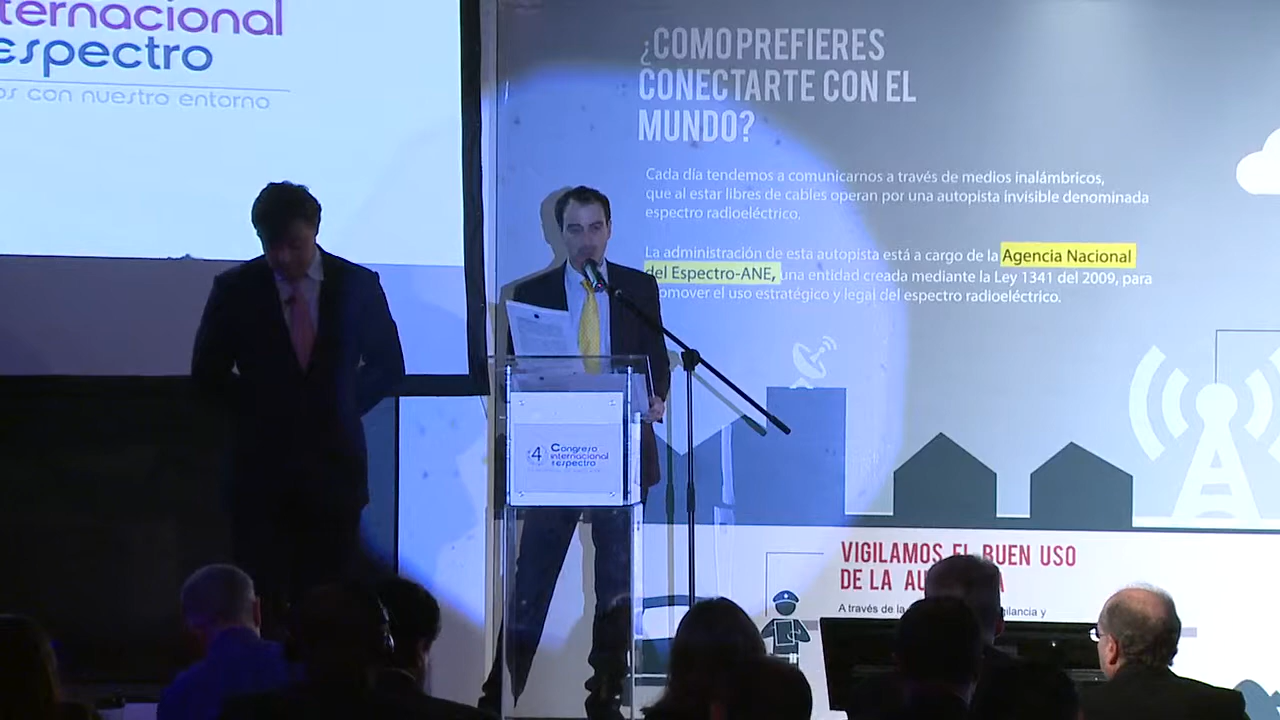 ternacional
espectro
os con nuestro entorno
¿COMO PREFIERES
CONECTARTE CON EL
MUNDO?
Cada día tendemos a comunicarnos a través de medios inalámbricos,
que al estar libres de cables operan por una autopista invisible denominada
espectro radioeléctrico.
La administración de esta autopista está a cargo de la Agencia Nacional
del Espectro-ANE, una entidad creada mediante la Ley 1341 del 2009, para
omover el uso estratégico y legal del espectro radioeléctrico.
4 Congreso
internacional
espectro
VIGILAMOS EL BUEN USO
DE LA AU A
A través de la gilancia y